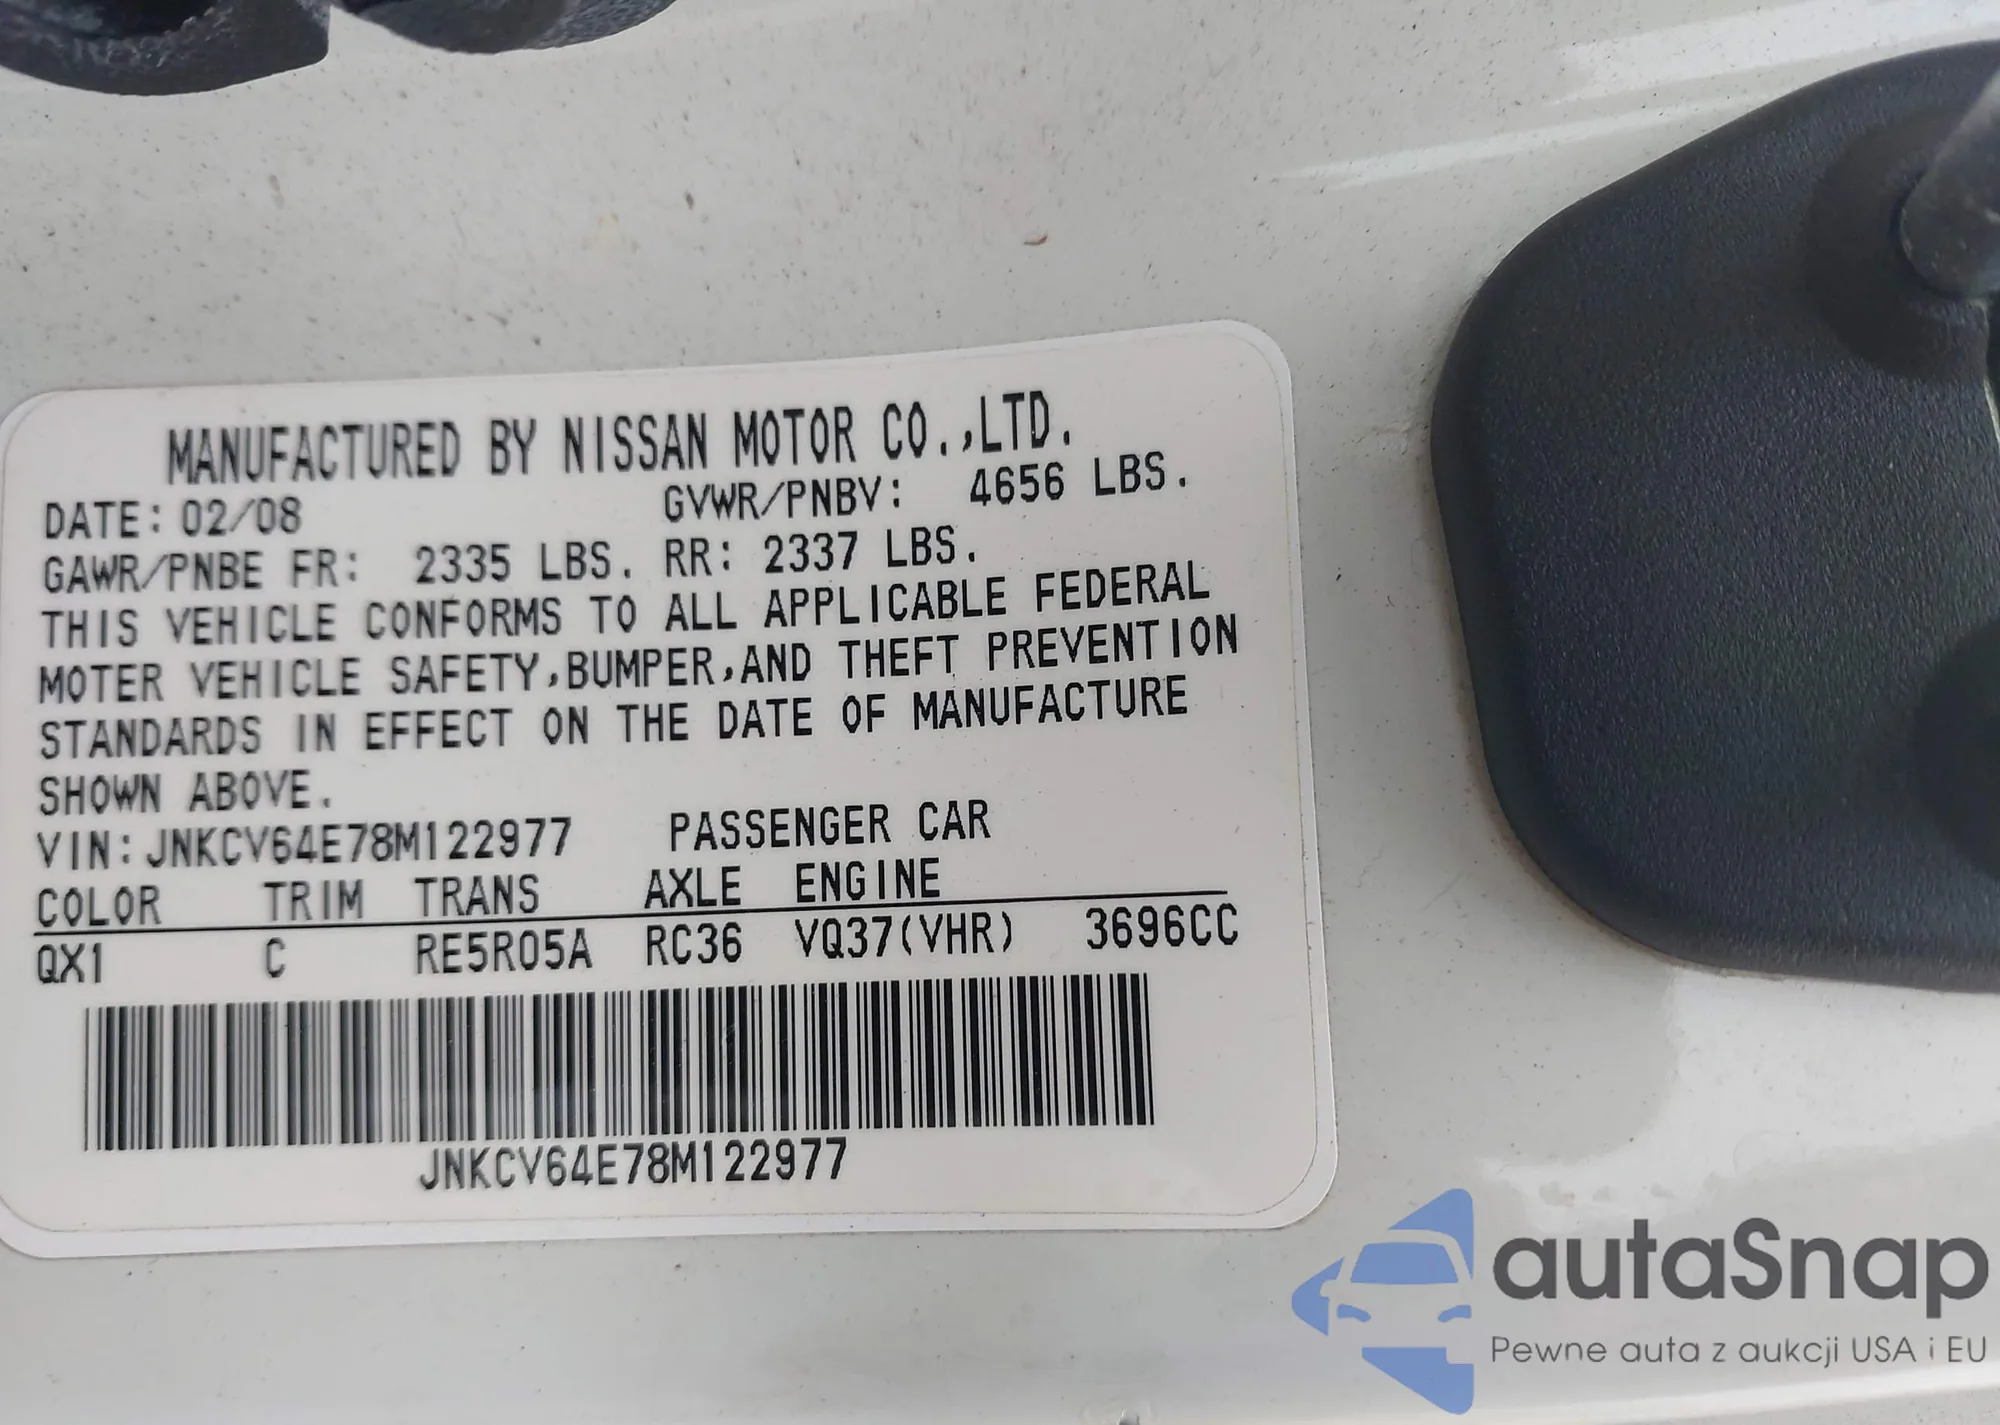 MANUFACTURED BY NISSAN MOTOR CO.,LTD.
DATE: 02/08 GVWR/PNBV: 4656 LBS.
GAWR/PNBE FR: 2335 LBS. RR: 2337 LBS.
THIS VEHICLE CONFORMS TO ALL APPLICABLE FEDERAL
MOTER VEHICLE SAFETY,BUMPER,AND THEFT PREVENTION
STANDARDS IN EFFECT ON THE DATE OF MANUFACTURE
SHOWN ABOVE.
VIN:JNKCV64E78M122977 PASSENGER CAR
COLOR TRIM TRANS AXLE ENGINE
QX1 C RE5R05A RC36 VQ37(VHR) 3696CC
JNKCV64E78M122977
autaSnap
Pewne auta z aukcji USA i EU